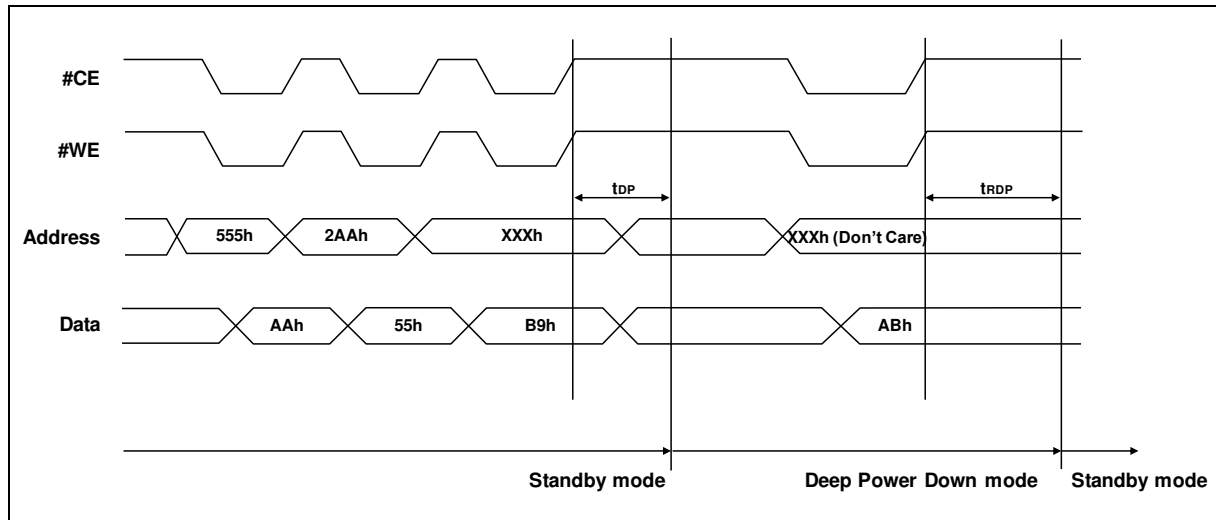 #CE
#WE
tDP
tRDP
Address
555h
2AAh
XXXh
XXXh (Don't Care)
Data
AAh
55h
B9h
ABh
Standby mode
Deep Power Down mode
Standby mode